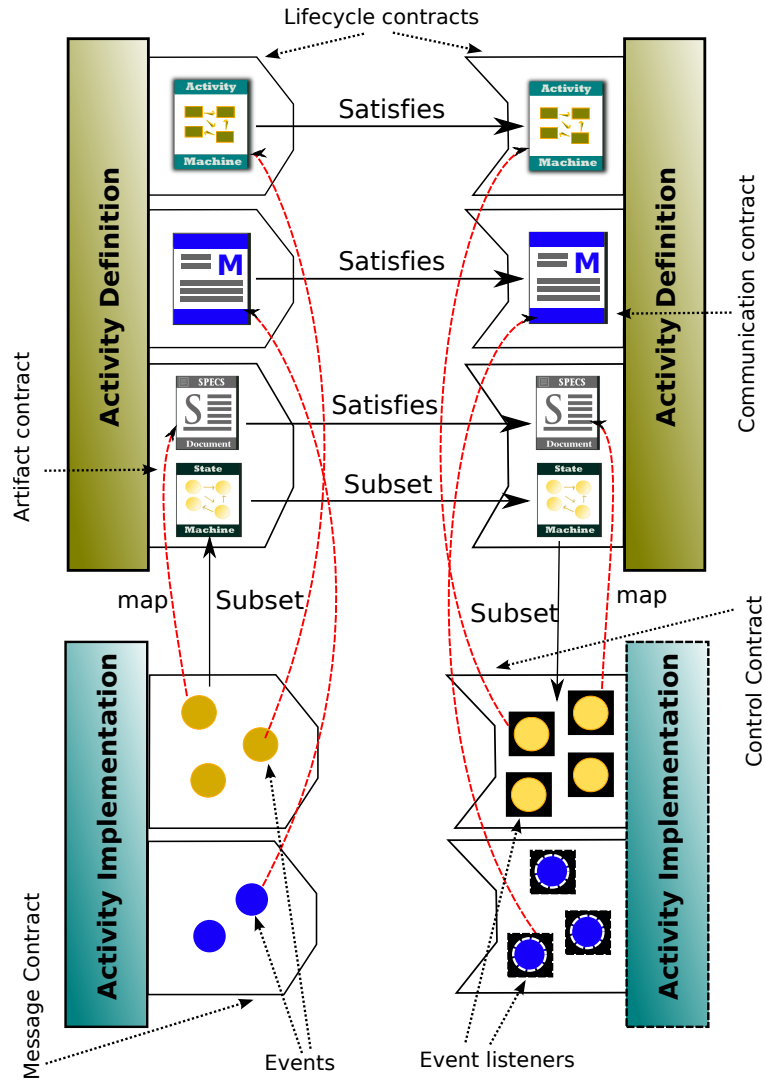 Lifecycle contracts
Activity
Machine
Satisfies
Activity
Machine
M
Satisfies
M
SPECS
S
Document
Satisfies
SPECS
S
Document
State
Machine
Subset
State
Machine
Activity Definition
Activity Definition
Artifact contract
Communication contract
map
Subset
Subset
map
Control Contract
Activity Implementation
Activity Implementation
Message Contract
Events
Event listeners